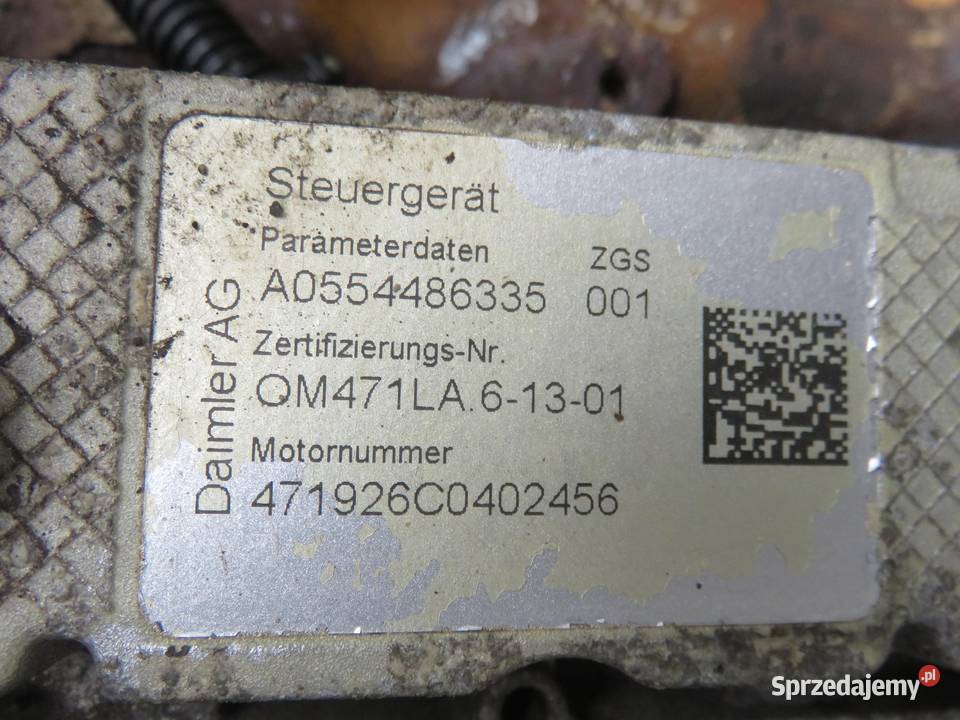 Steuergerät
Parameterdaten ZGS
A0554486335 001
Zertifizierungs-Nr.
OM471LA.6-13-01
Motornummer
471926C0402456
Daimler AG
Sprzedajemy.pl